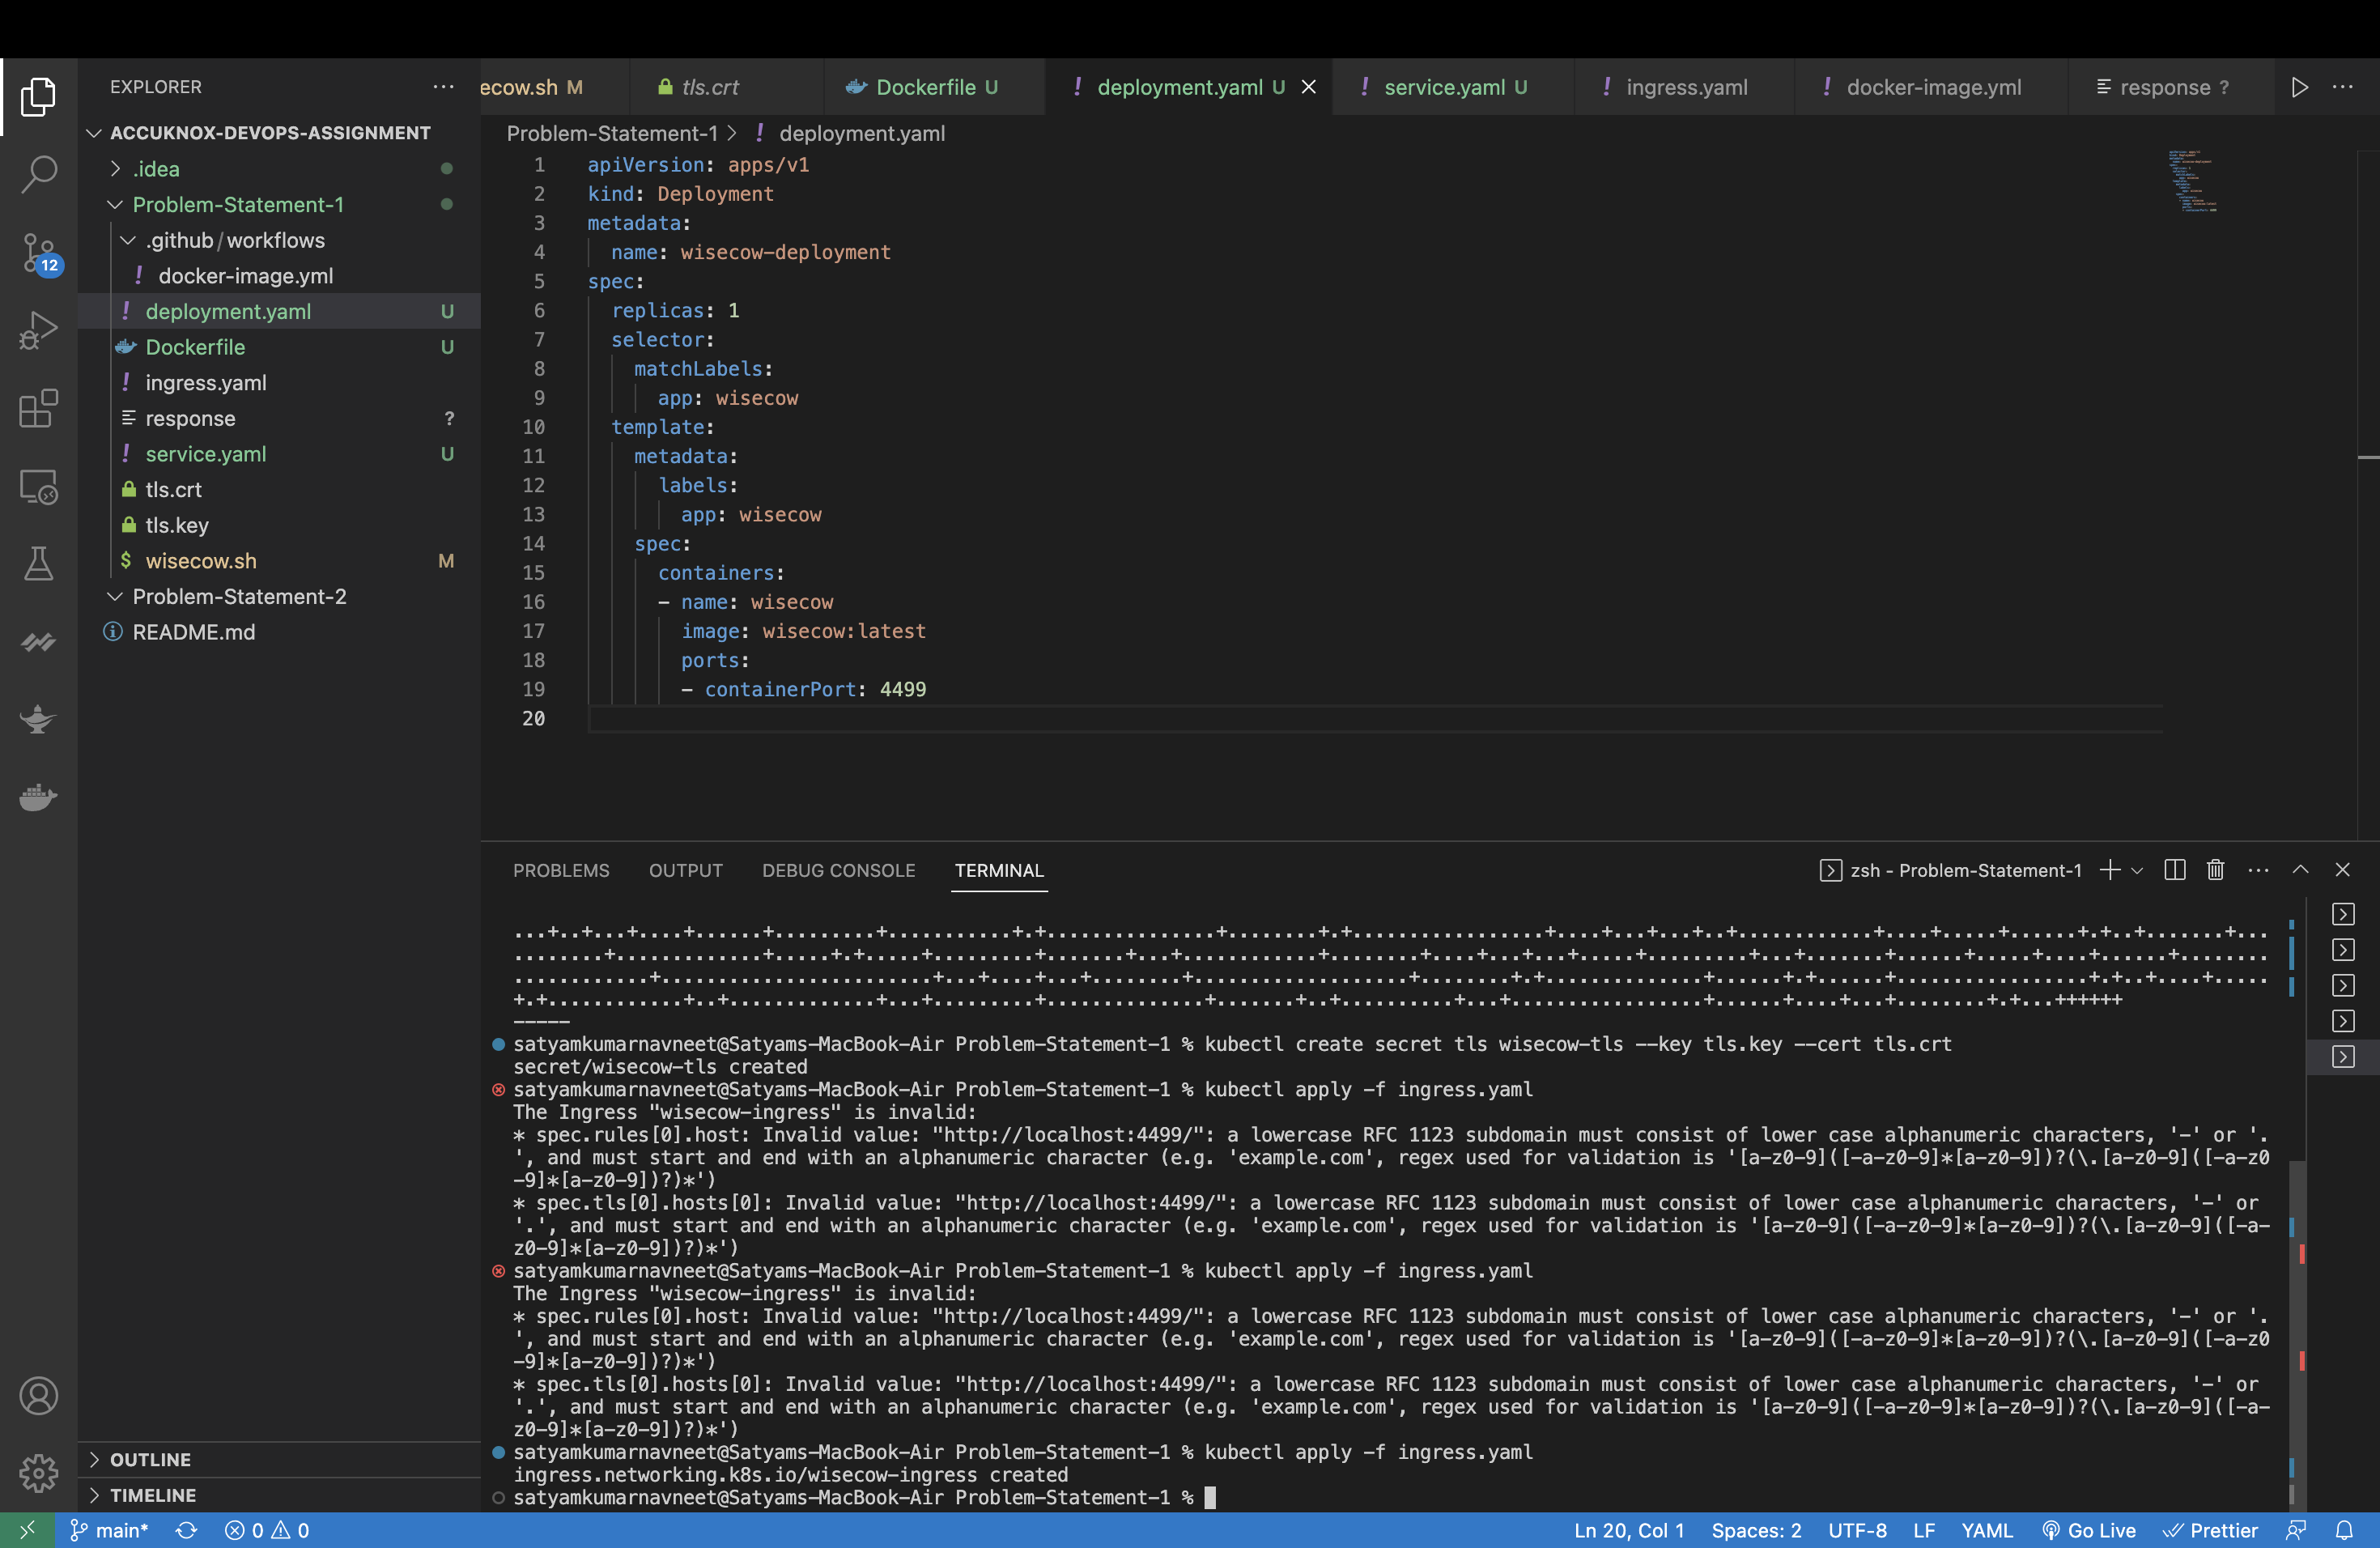 EXPLORER
ACCUKNOX-DEVOPS-ASSIGNMENT
.idea
Problem-Statement-1
.github/workflows
docker-image.yml
deployment.yaml U
Dockerfile U
ingress.yaml
response ?
service.yaml U
tls.crt
tls.key
wisecow.sh M
Problem-Statement-2
README.md
OUTLINE
TIMELINE
12
ecow.sh M tls.crt Dockerfile U deployment.yaml U service.yaml U ingress.yaml docker-image.yml response ?
Problem-Statement-1 > ! deployment.yaml
1 apiVersion: apps/v1
2 kind: Deployment
3 metadata:
4 name: wisecow-deployment
5 spec:
6 replicas: 1
7 selector:
8 matchLabels:
9 app: wisecow
10 template:
11 metadata:
12 labels:
13 app: wisecow
14 spec:
15 containers:
16 - name: wisecow
17 image: wisecow:latest
18 ports:
19 - containerPort: 4499
20
PROBLEMS OUTPUT DEBUG CONSOLE TERMINAL zsh - Problem-Statement-1
-----
satyamkumarnavneet@Satyams-MacBook-Air Problem-Statement-1 % kubectl create secret tls wisecow-tls --key tls.key --cert tls.crt
secret/wisecow-tls created
satyamkumarnavneet@Satyams-MacBook-Air Problem-Statement-1 % kubectl apply -f ingress.yaml
The Ingress "wisecow-ingress" is invalid:
* spec.rules[0].host: Invalid value: "http://localhost:4499/": a lowercase RFC 1123 subdomain must consist of lower case alphanumeric characters, '-' or '.
', and must start and end with an alphanumeric character (e.g. 'example.com', regex used for validation is '[a-z0-9]([-a-z0-9]*[a-z0-9])?(\.[a-z0-9]([-a-z0
-9]*[a-z0-9])?)*')
* spec.tls[0].hosts[0]: Invalid value: "http://localhost:4499/": a lowercase RFC 1123 subdomain must consist of lower case alphanumeric characters, '-' or
'.', and must start and end with an alphanumeric character (e.g. 'example.com', regex used for validation is '[a-z0-9]([-a-z0-9]*[a-z0-9])?(\.[a-z0-9]([-a-
z0-9]*[a-z0-9])?)*')
satyamkumarnavneet@Satyams-MacBook-Air Problem-Statement-1 % kubectl apply -f ingress.yaml
The Ingress "wisecow-ingress" is invalid:
* spec.rules[0].host: Invalid value: "http://localhost:4499/": a lowercase RFC 1123 subdomain must consist of lower case alphanumeric characters, '-' or '.
', and must start and end with an alphanumeric character (e.g. 'example.com', regex used for validation is '[a-z0-9]([-a-z0-9]*[a-z0-9])?(\.[a-z0-9]([-a-z0
-9]*[a-z0-9])?)*')
* spec.tls[0].hosts[0]: Invalid value: "http://localhost:4499/": a lowercase RFC 1123 subdomain must consist of lower case alphanumeric characters, '-' or
'.', and must start and end with an alphanumeric character (e.g. 'example.com', regex used for validation is '[a-z0-9]([-a-z0-9]*[a-z0-9])?(\.[a-z0-9]([-a-
z0-9]*[a-z0-9])?)*')
satyamkumarnavneet@Satyams-MacBook-Air Problem-Statement-1 % kubectl apply -f ingress.yaml
ingress.networking.k8s.io/wisecow-ingress created
satyamkumarnavneet@Satyams-MacBook-Air Problem-Statement-1 %
main* 0 0 Ln 20, Col 1 Spaces: 2 UTF-8 LF YAML Go Live Prettier